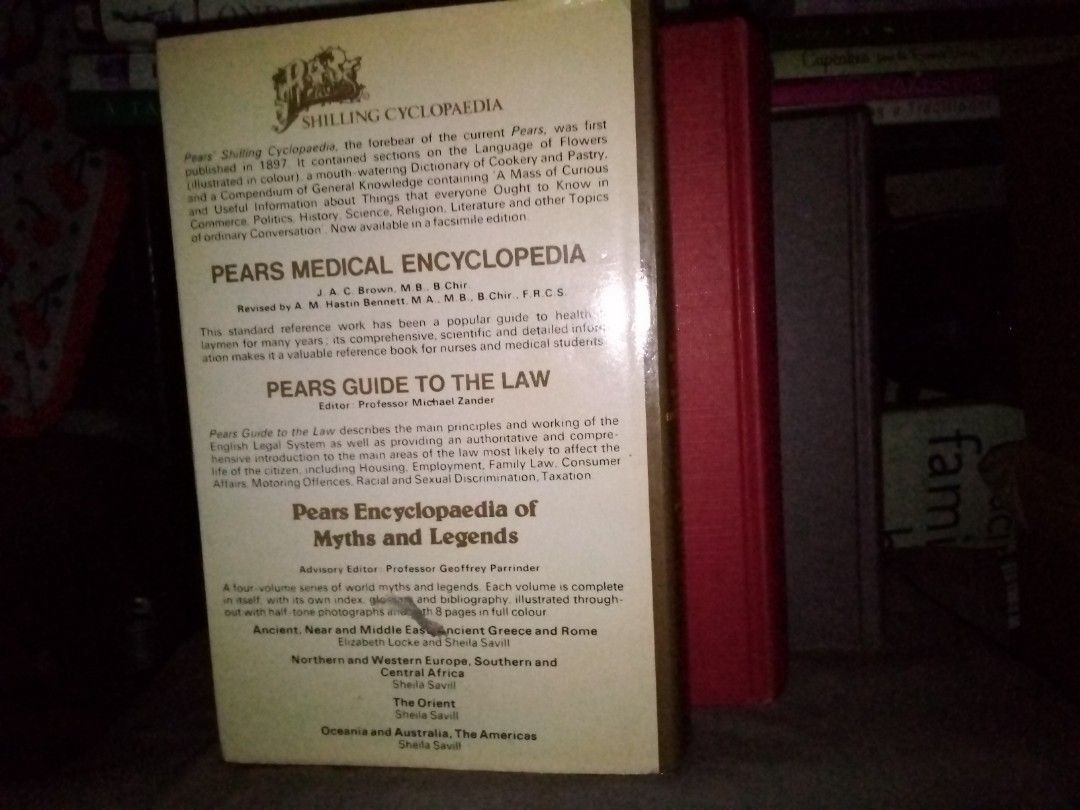 Pears
SHILLING CYCLOPAEDIA
Pears' Shilling Cyclopaedia, the forebear of the current Pears, was first
published in 1897. It contained sections on the Language of Flowers
(illustrated in colour), a mouth-watering Dictionary of Cookery and Pastry,
and a Compendium of General Knowledge containing 'A Mass of Curious
and Useful Information about Things that everyone Ought to Know in
Commerce, Politics, History, Science, Religion, Literature and other Topics
of ordinary Conversation'. Now available in a facsimile edition.
PEARS MEDICAL ENCYCLOPEDIA
J. A. C. Brown, M.B., B.Chir.
Revised by A. M. Hastin Bennett, M.A., M.B., B.Chir., F.R.C.S.
This standard reference work has been a popular guide to health
laymen for many years; its comprehensive, scientific and detailed infor
ation makes it a valuable reference book for nurses and medical students
PEARS GUIDE TO THE LAW
Editor: Professor Michael Zander
Pears Guide to the Law describes the main principles and working of the
English Legal System as well as providing an authoritative and compre-
hensive introduction to the main areas of the law most likely to affect the
life of the citizen, including Housing, Employment, Family Law, Consumer
Affairs, Motoring Offences, Racial and Sexual Discrimination, Taxation.
Pears Encyclopaedia of
Myths and Legends
Advisory Editor: Professor Geoffrey Parrinder
A four-volume series of world myths and legends. Each volume is complete
in itself, with its own index, and bibliography, illustrated through-
out with half-tone photographs 8 pages in full colour.
Ancient, Near and Middle East, Ancient Greece and Rome
Elizabeth Locke and Sheila Savill
Northern and Western Europe, Southern and
Central Africa
Sheila Savill
The Orient
Sheila Savill
Oceania and Australia, The Americas
Sheila Savill
fami